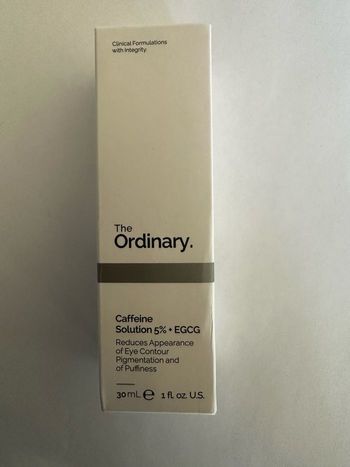 Clinical Formulations
with Integrity.
The
Ordinary.
Caffeine
Solution 5% + EGCG
Reduces Appearance
of Eye Contour
Pigmentation and
of Puffiness
30 mL ℮ 1 fl. oz. U.S.